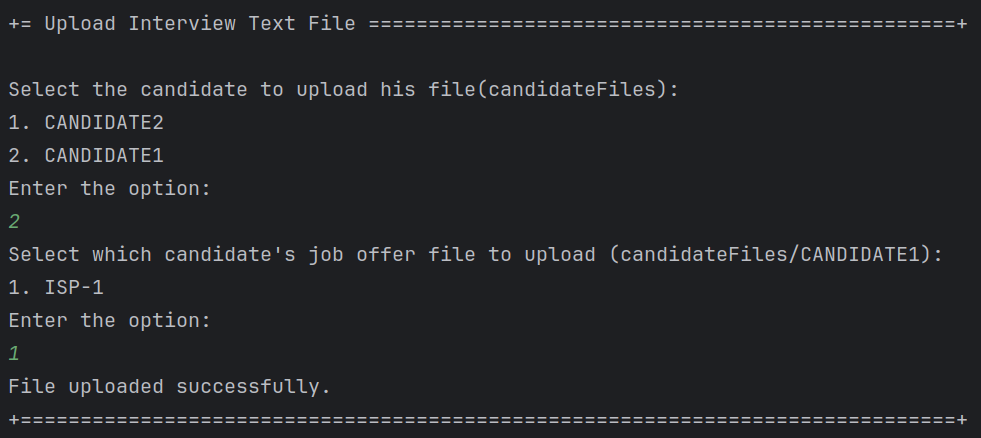 += Upload Interview Text File =================================================+
Select the candidate to upload his file(candidateFiles):
1. CANDIDATE2
2. CANDIDATE1
Enter the option:
2
Select which candidate's job offer file to upload (candidateFiles/CANDIDATE1):
1. ISP-1
Enter the option:
1
File uploaded successfully.
+==============================================================================+